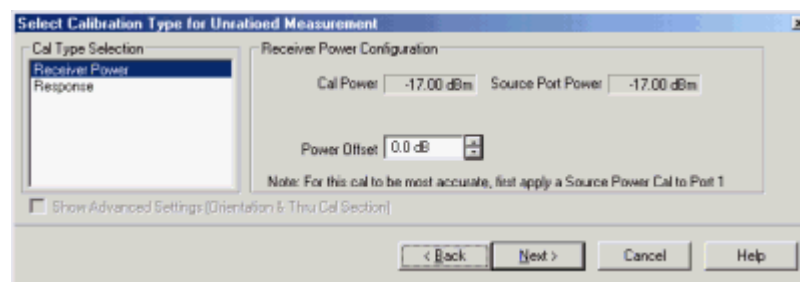 Select Calibration Type for Unratioed Measurement
Cal Type Selection
Receiver Power
Response
Receiver Power Configuration
Cal Power -17.00 dBm Source Port Power -17.00 dBm
Power Offset 0.0 dB
Note: For this cal to be most accurate, first apply a Source Power Cal to Port 1
Show Advanced Settings (Orientation & Thru Cal Section)
< Back Next > Cancel Help